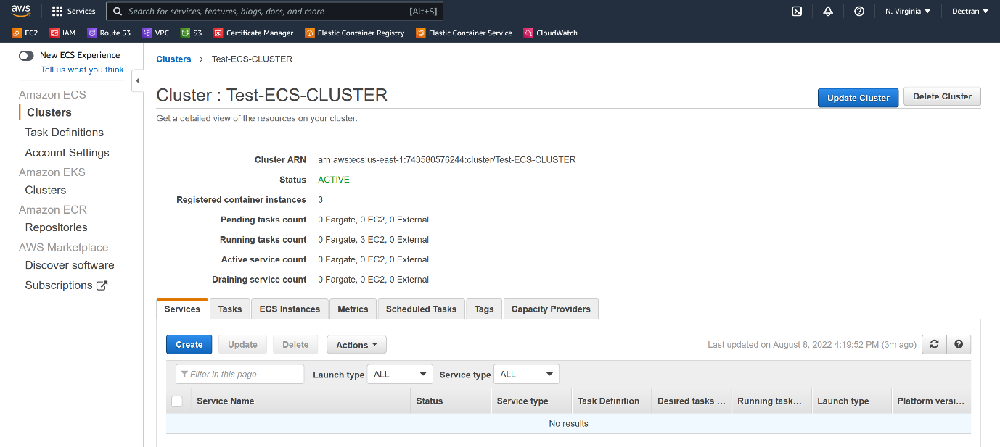 aws Services Search for services, features, blogs, docs, and more [Alt+S] N. Virginia Dectran
EC2 IAM Route 53 VPC S3 Certificate Manager Elastic Container Registry Elastic Container Service CloudWatch
New ECS Experience
Tell us what you think
Amazon ECS
Clusters
Task Definitions
Account Settings
Amazon EKS
Clusters
Amazon ECR
Repositories
AWS Marketplace
Discover software
Subscriptions
Clusters > Test-ECS-CLUSTER
Cluster : Test-ECS-CLUSTER
Update Cluster Delete Cluster
Get a detailed view of the resources on your cluster.
Cluster ARN arn:aws:ecs:us-east-1:743580576244:cluster/Test-ECS-CLUSTER
Status ACTIVE
Registered container instances 3
Pending tasks count 0 Fargate, 0 EC2, 0 External
Running tasks count 0 Fargate, 3 EC2, 0 External
Active service count 0 Fargate, 0 EC2, 0 External
Draining service count 0 Fargate, 0 EC2, 0 External
Services Tasks ECS Instances Metrics Scheduled Tasks Tags Capacity Providers
Create Update Delete Actions Last updated on August 8, 2022 4:19:52 PM (3m ago)
Filter in this page Launch type ALL Service type ALL
Service Name Status Service type Task Definition Desired tasks ... Running task... Launch type Platform versi...
No results